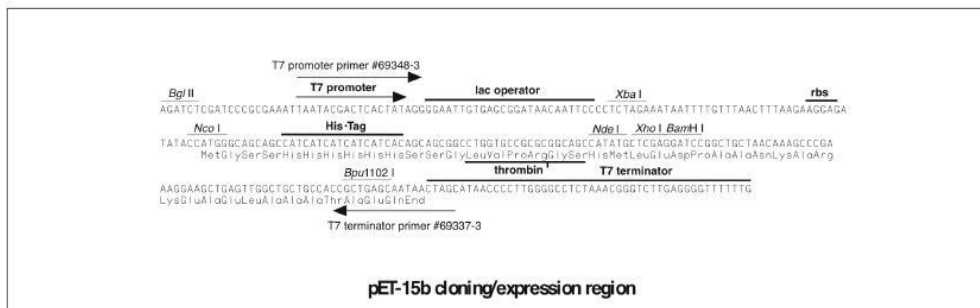 T7 promoter primer #69348-3
Bgl II T7 promoter lac operator Xba I rbs
AGATCTCGATCCCGCGAAATTAATACGACTCACTATAGGGGAATTGTGAGCGGATAACAATTCCCCTCTAGAAATAATTTTGTTTAACTTTAAGAAGGAGA
Nco I His•Tag Nde I Xho I BamH I
TATACCATGGGCAGCAGCCATCATCATCATCATCACAGCAGCGGCCTGGTGCCGCGCGGCAGCCATATGCTCGAGGATCCGGCTGCTAACAAAGCCCGA
MetGlySerSerHisHisHisHisHisHisSerSerGlyLeuValProArgGlySerHisMetLeuGluAspProAlaAlaAsnLysAlaArg
Bpu1102 I thrombin T7 terminator
AAGGAAGCTGAGTTGGCTGCTGCCACCGCTGAGCAATAACTAGCATAACCCCTTGGGGCCTCTAAACGGGTCTTGAGGGGTTTTTTG
LysGluAlaGluLeuAlaAlaAlaThrAlaGluGlnEnd
T7 terminator primer #69337-3
pET-15b cloning/expression region